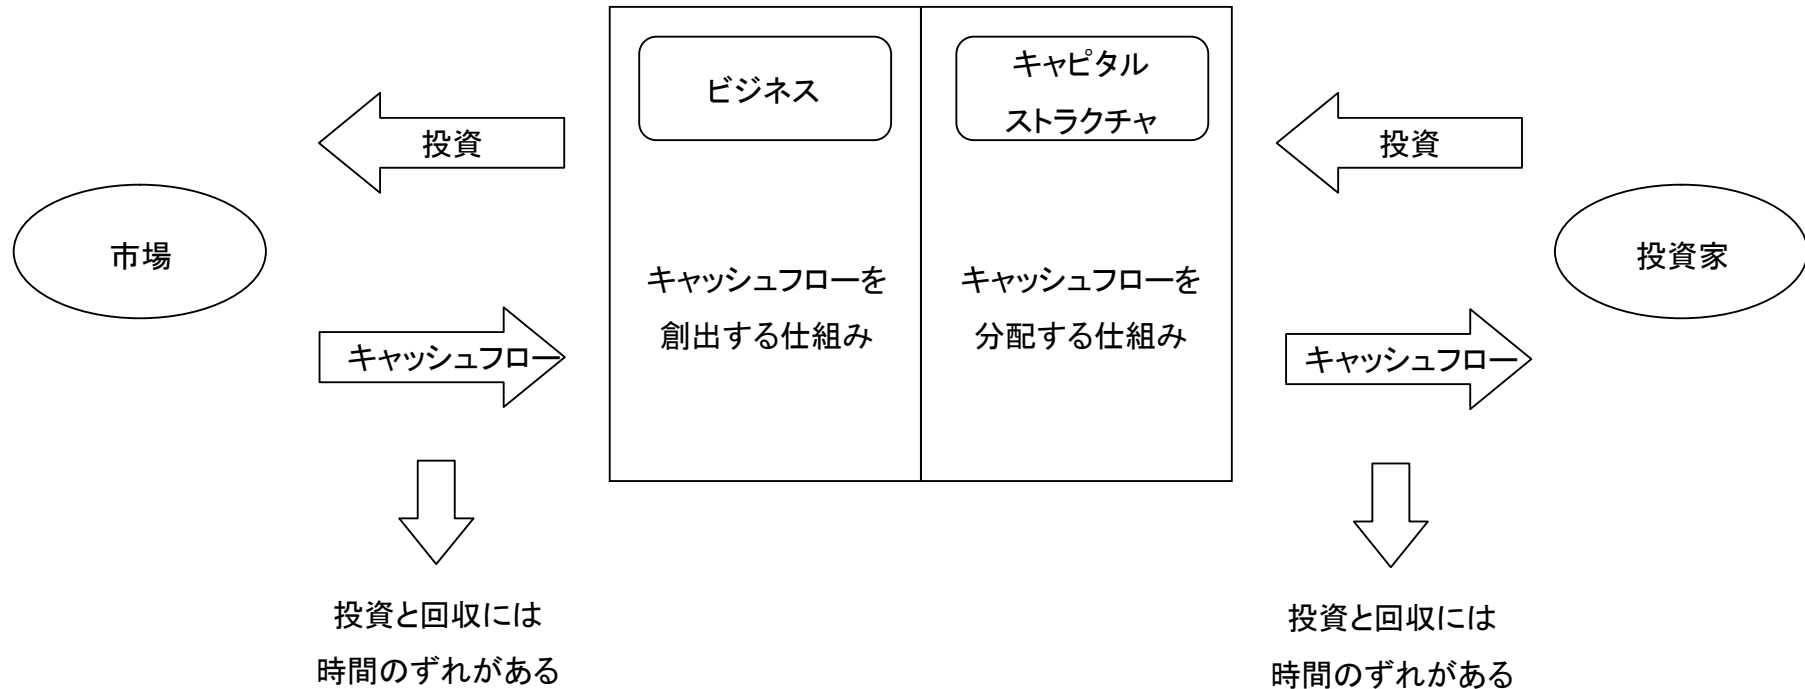 ビジネス
キャピタル
ストラクチャ
投資
投資
市場
投資家
キャッシュフローを
創出する仕組み
キャッシュフローを
分配する仕組み
キャッシュフロー
キャッシュフロー
投資と回収には
時間のずれがある
投資と回収には
時間のずれがある